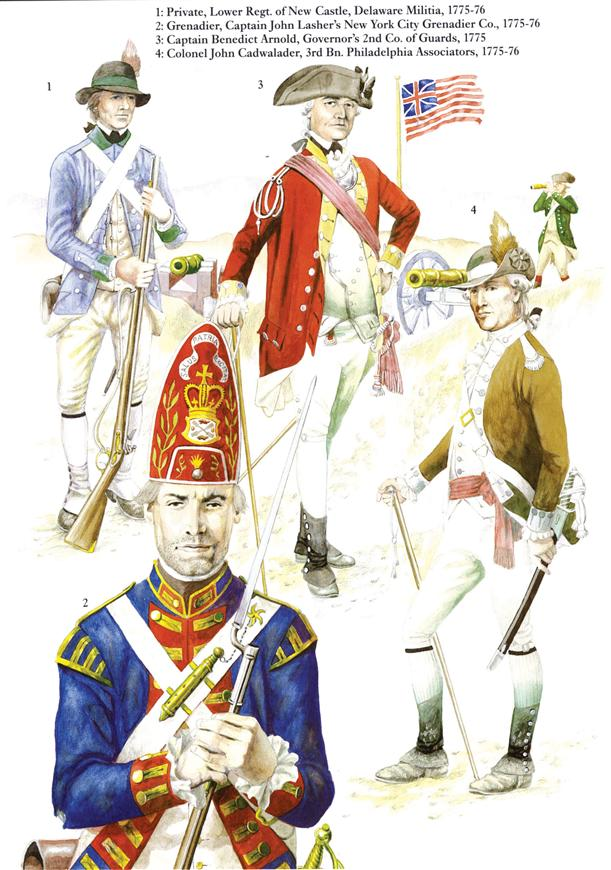 1: Private, Lower Regt. of New Castle, Delaware Militia, 1775-76
2: Grenadier, Captain John Lasher's New York City Grenadier Co., 1775-76
3: Captain Benedict Arnold, Governor's 2nd Co. of Guards, 1775
4: Colonel John Cadwalader, 3rd Bn. Philadelphia Associators, 1775-76
1
3
4
SALUS PATRIA
2